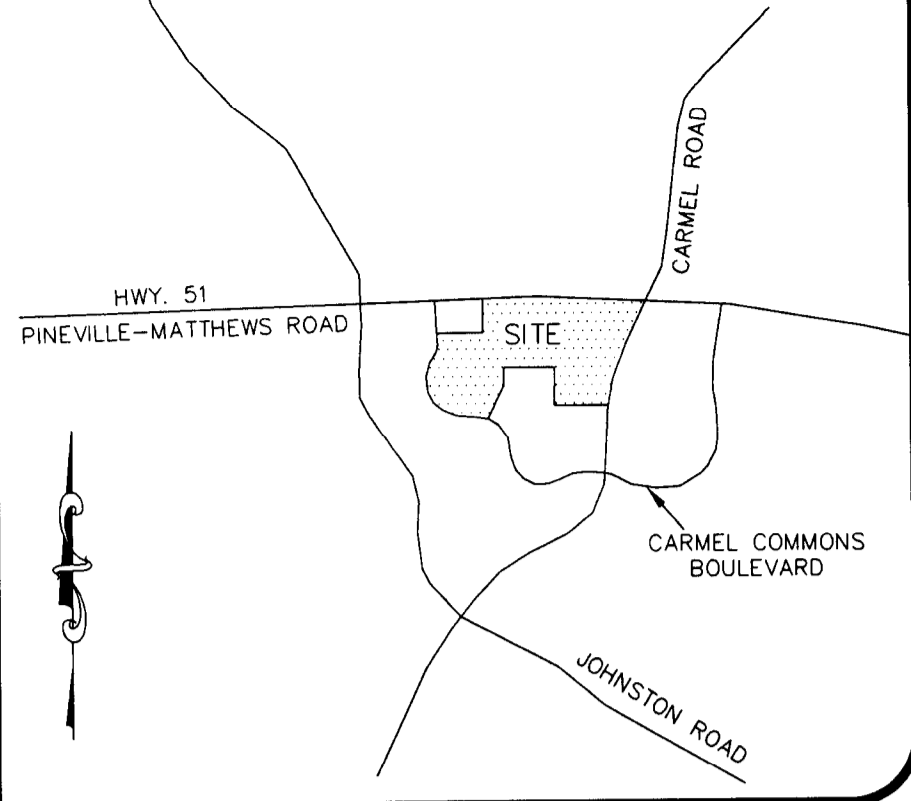 CARMEL ROAD
HWY. 51
PINEVILLE-MATTHEWS ROAD
SITE
CARMEL COMMONS
BOULEVARD
JOHNSTON ROAD